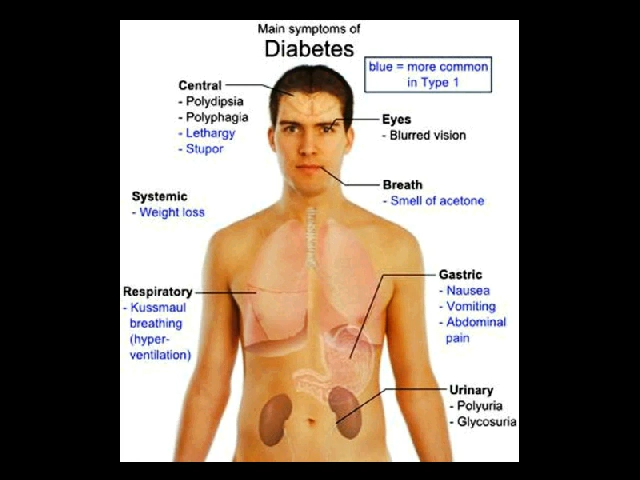 Main symptoms of
Diabetes
blue = more common
in Type 1
Central
- Polydipsia
- Polyphagia
- Lethargy
- Stupor
Eyes
- Blurred vision
Breath
- Smell of acetone
Systemic
- Weight loss
Respiratory
- Kussmaul
breathing
(hyper-
ventilation)
Gastric
- Nausea
- Vomiting
- Abdominal
pain
Urinary
- Polyuria
- Glycosuria